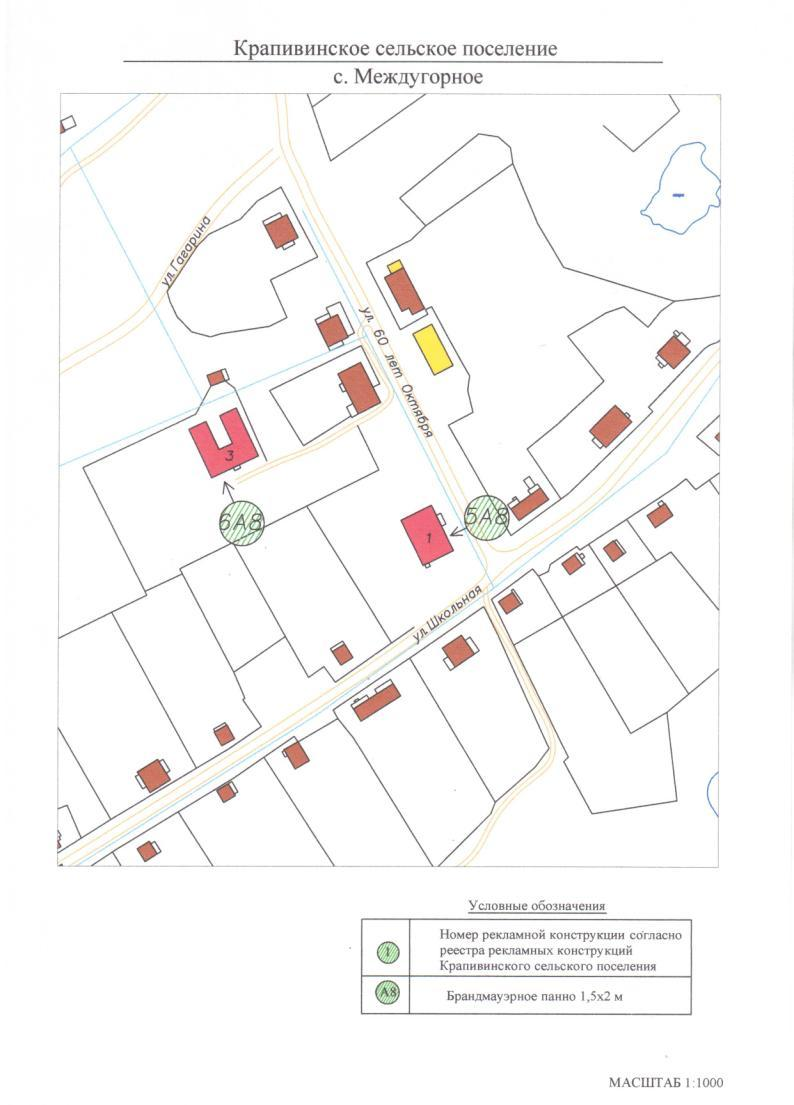 Крапивинское сельское поселение
с. Междугорное
ул. Гагарина
ул. 60 лет Октября
3
6А8
5А8
1
ул. Школьная
Условные обозначения
1
Номер рекламной конструкции согласно
реестра рекламных конструкций
Крапивинского сельского поселения
А8
Брандмауэрное панно 1,5х2 м
МАСШТАБ 1:1000